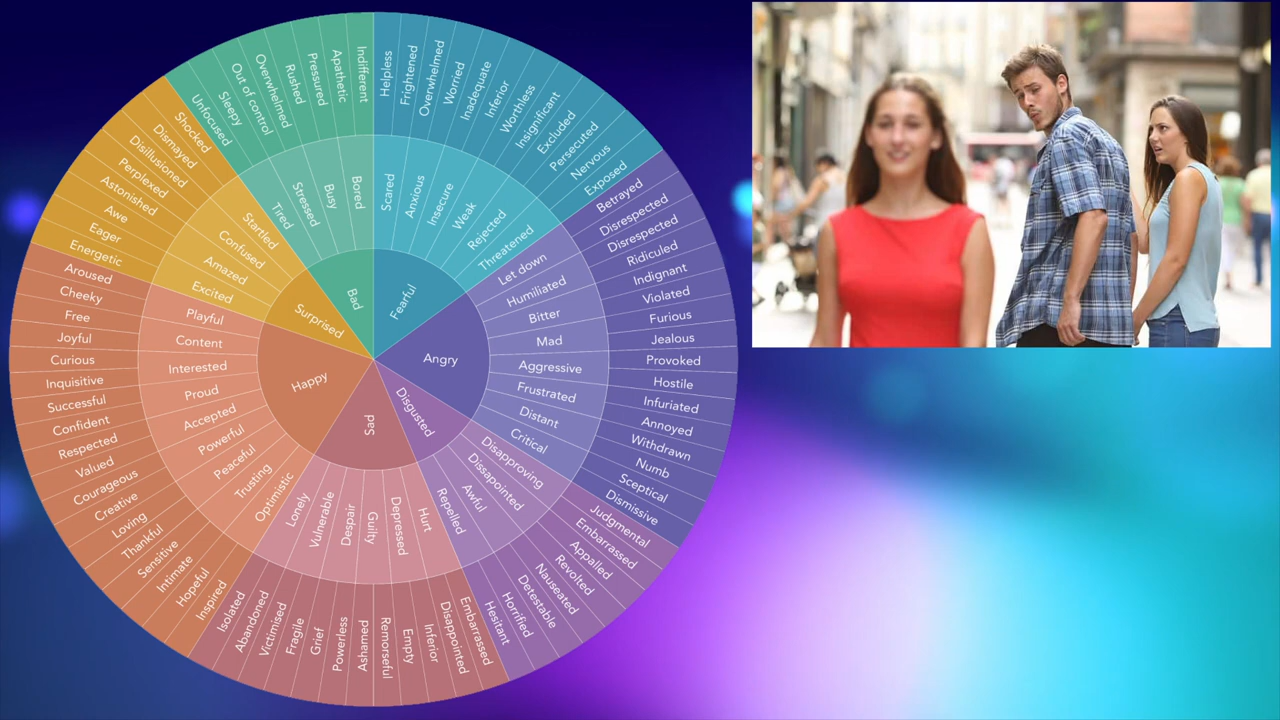 Fearful
Angry
Disgusted
Sad
Happy
Surprised
Bad
Scared
Anxious
Insecure
Weak
Rejected
Threatened
Let down
Humiliated
Bitter
Mad
Aggressive
Frustrated
Distant
Critical
Disapproving
Dissapointed
Awful
Repelled
Hurt
Depressed
Guilty
Despair
Vulnerable
Lonely
Optimistic
Trusting
Peaceful
Powerful
Accepted
Proud
Interested
Content
Playful
Excited
Amazed
Confused
Startled
Tired
Stressed
Busy
Bored
Helpless
Frightened
Overwhelmed
Worried
Inadequate
Inferior
Worthless
Insignificant
Excluded
Persecuted
Nervous
Exposed
Betrayed
Disrespected
Disrespected
Ridiculed
Indignant
Violated
Furious
Jealous
Provoked
Hostile
Infuriated
Annoyed
Withdrawn
Numb
Sceptical
Dismissive
Judgmental
Embarrassed
Appalled
Revolted
Nauseated
Detestable
Horrified
Hesitant
Embarrassed
Disappointed
Inferior
Empty
Remorseful
Ashamed
Powerless
Grief
Fragile
Victimised
Abandoned
Isolated
Inspired
Hopeful
Intimate
Sensitive
Thankful
Loving
Creative
Courageous
Valued
Respected
Confident
Successful
Inquisitive
Curious
Joyful
Free
Cheeky
Aroused
Energetic
Eager
Awe
Astonished
Perplexed
Disillusioned
Dismayed
Shocked
Unfocused
Sleepy
Out of control
Overwhelmed
Rushed
Pressured
Apathetic
Indifferent